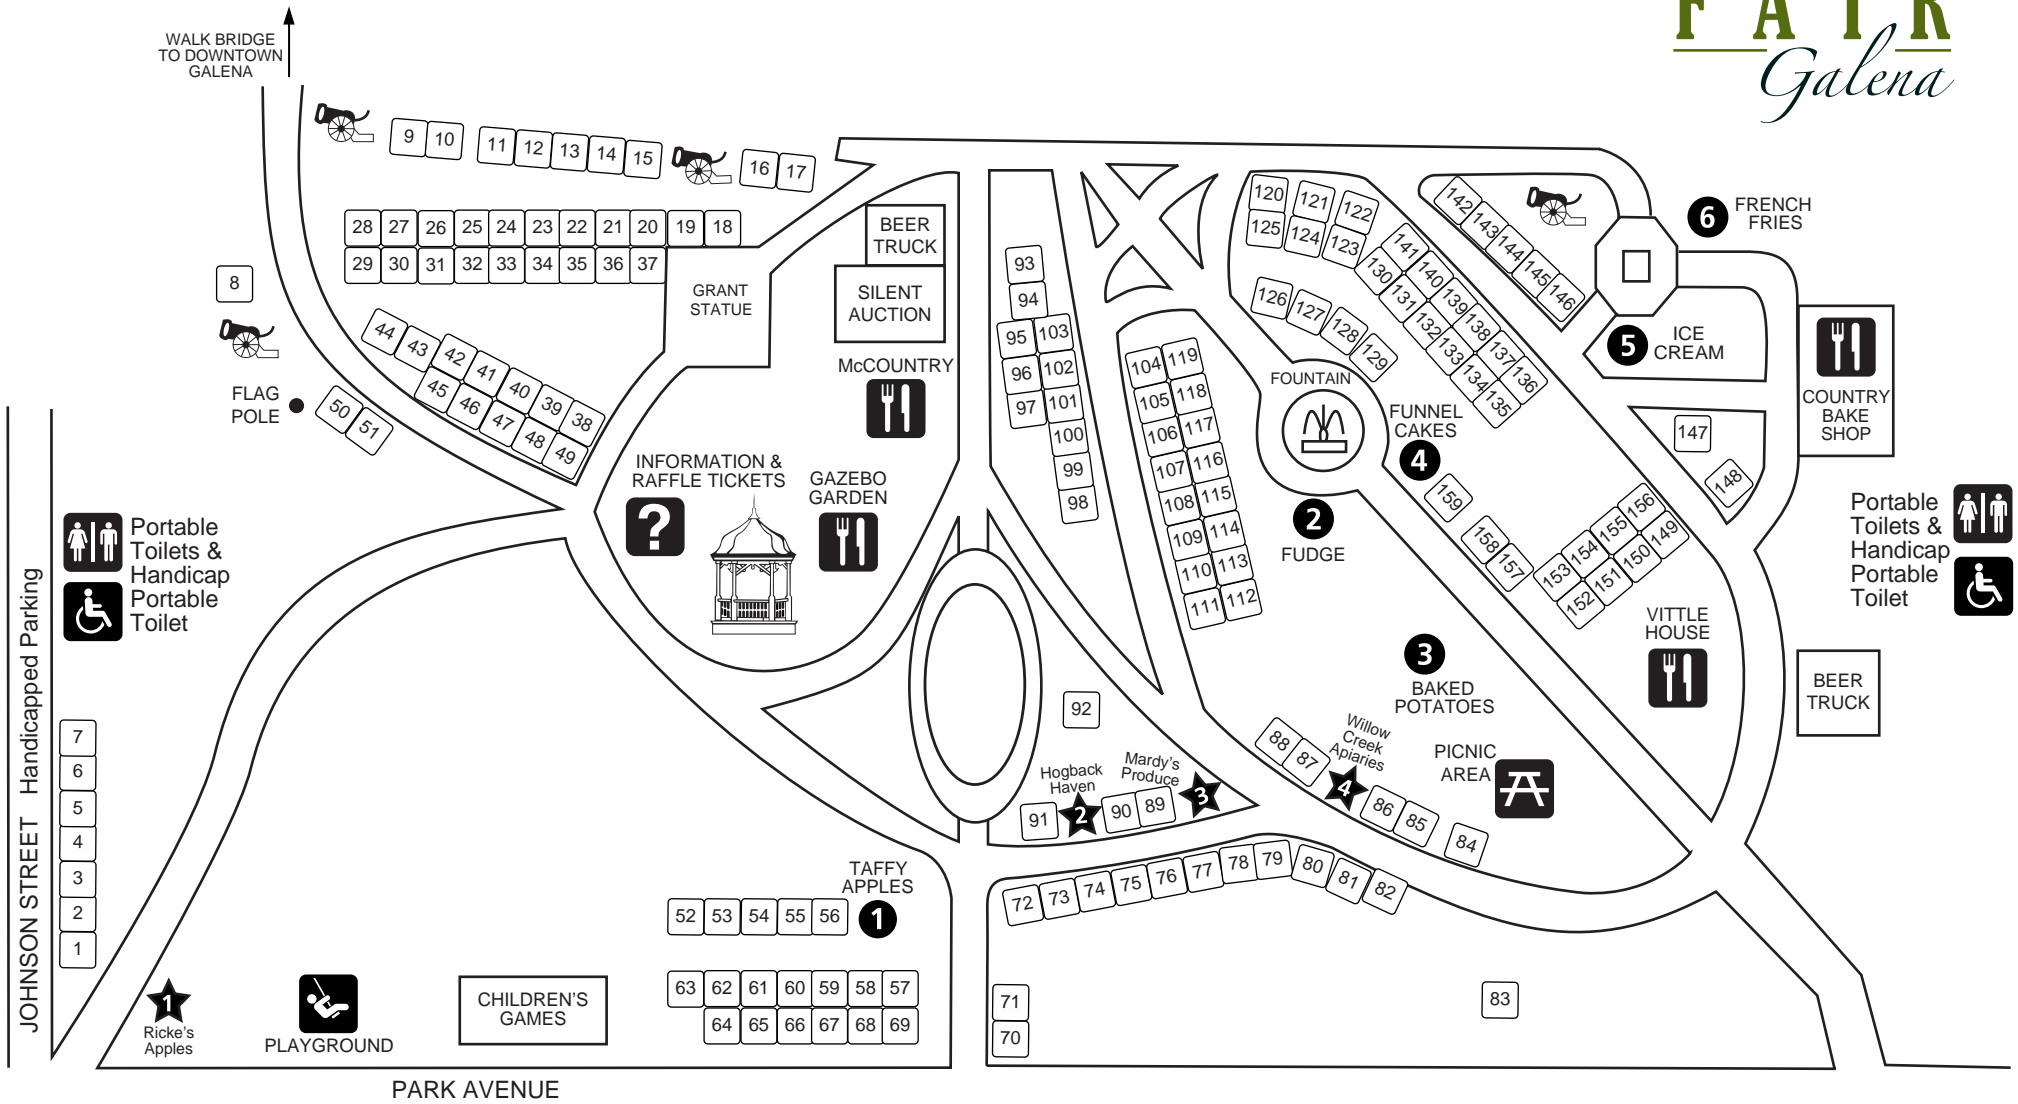 FAIR
Galena
WALK BRIDGE
TO DOWNTOWN
GALENA
9 10 11 12 13 14 15 16 17
28 27 26 25 24 23 22 21 20 19 18
29 30 31 32 33 34 35 36 37
8
GRANT
STATUE
BEER
TRUCK
SILENT
AUCTION
McCOUNTRY
44 43 42 41 40 39 38
45 46 47 48 49
FLAG
POLE
50 51
INFORMATION &
RAFFLE TICKETS
?
GAZEBO
GARDEN
93
94
95 103
96 102
97 101
100
99
98
104 119
105 118
106 117
107 116
108 115
109 114
110 113
111 112
120 121 122
125 124 123
126 127 128 129
141 140 139 138 137 136
130 131 132 133 134 135
142 143 144 145 146
6
FRENCH
FRIES
5
ICE
CREAM
COUNTRY
BAKE
SHOP
147
148
FOUNTAIN
FUNNEL
CAKES
4
2
FUDGE
159
158
157
153 154 155 156
152 151 150 149
VITTLE
HOUSE
3
BAKED
POTATOES
PICNIC
AREA
Portable
Toilets &
Handicap
Portable
Toilet
BEER
TRUCK
Portable
Toilets &
Handicap
Portable
Toilet
JOHNSON STREET Handicapped Parking
7
6
5
4
3
2
1
92
Hogback
Haven
91
2
90 89
Mardy's
Produce
3
88 87
Willow
Creek
Apiaries
4
86 85 84
72 73 74 75 76 77 78 79 80 81 82
TAFFY
APPLES
1
52 53 54 55 56
63 62 61 60 59 58 57
64 65 66 67 68 69
71
70
83
1
Ricke's
Apples
PLAYGROUND
CHILDREN'S
GAMES
PARK AVENUE